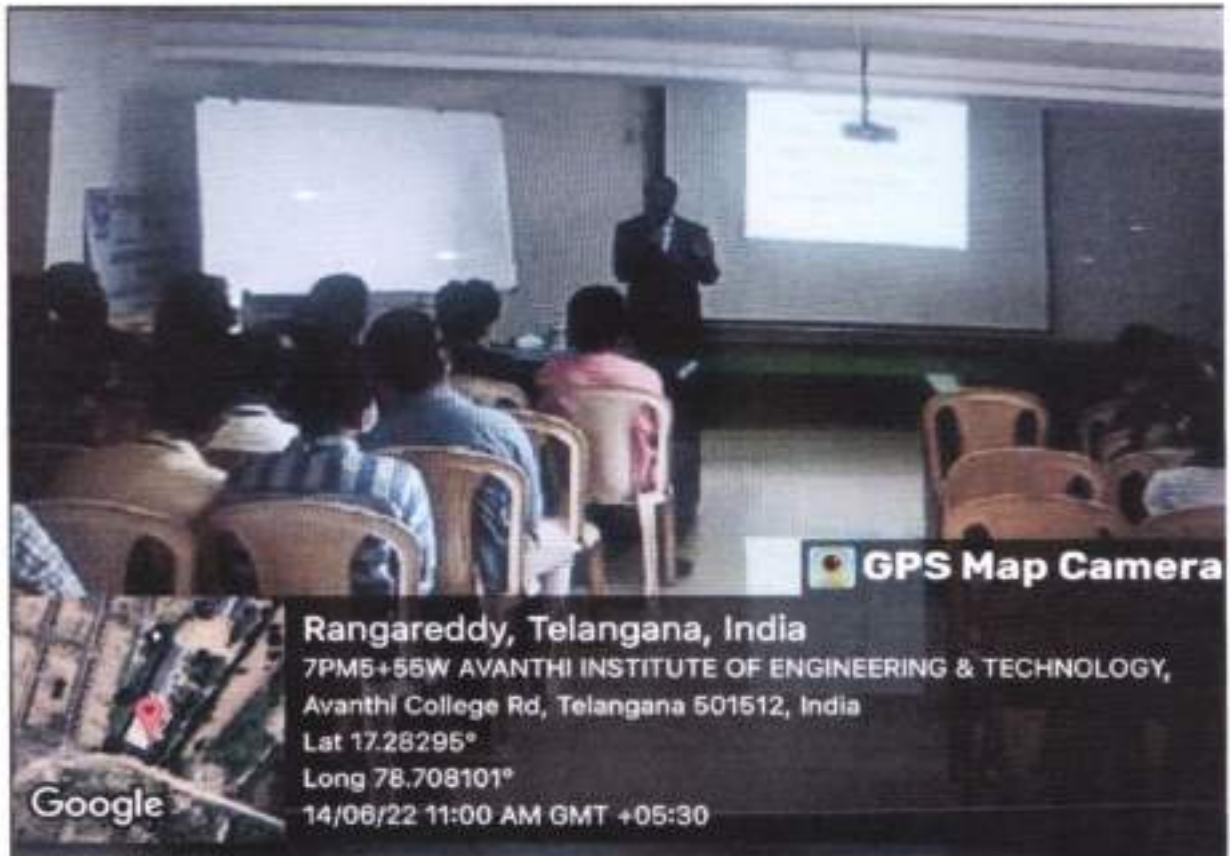 GPS Map Camera
Rangareddy, Telangana, India
7PM5+55W AVANTHI INSTITUTE OF ENGINEERING & TECHNOLOGY,
Avanthi College Rd, Telangana 501512, India
Lat 17.28295°
Long 78.708101°
14/06/22 11:00 AM GMT +05:30
Google